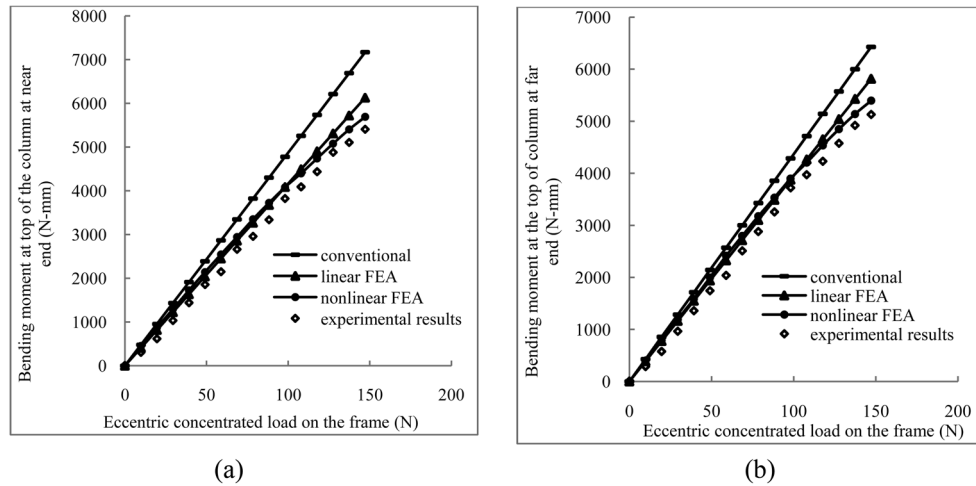 Bending moment at top of the column at near
end (N-mm)
8000
7000
6000
5000
4000
3000
2000
1000
0
conventional
linear FEA
nonlinear FEA
experimental results
0 50 100 150 200
Eccentric concentrated load on the frame (N)
(a)
Bending moment at the top of column at far
end (N-mm)
7000
6000
5000
4000
3000
2000
1000
0
conventional
linear FEA
nonlinear FEA
experimental results
0 50 100 150 200
Eccentric concentrated load on the frame (N)
(b)